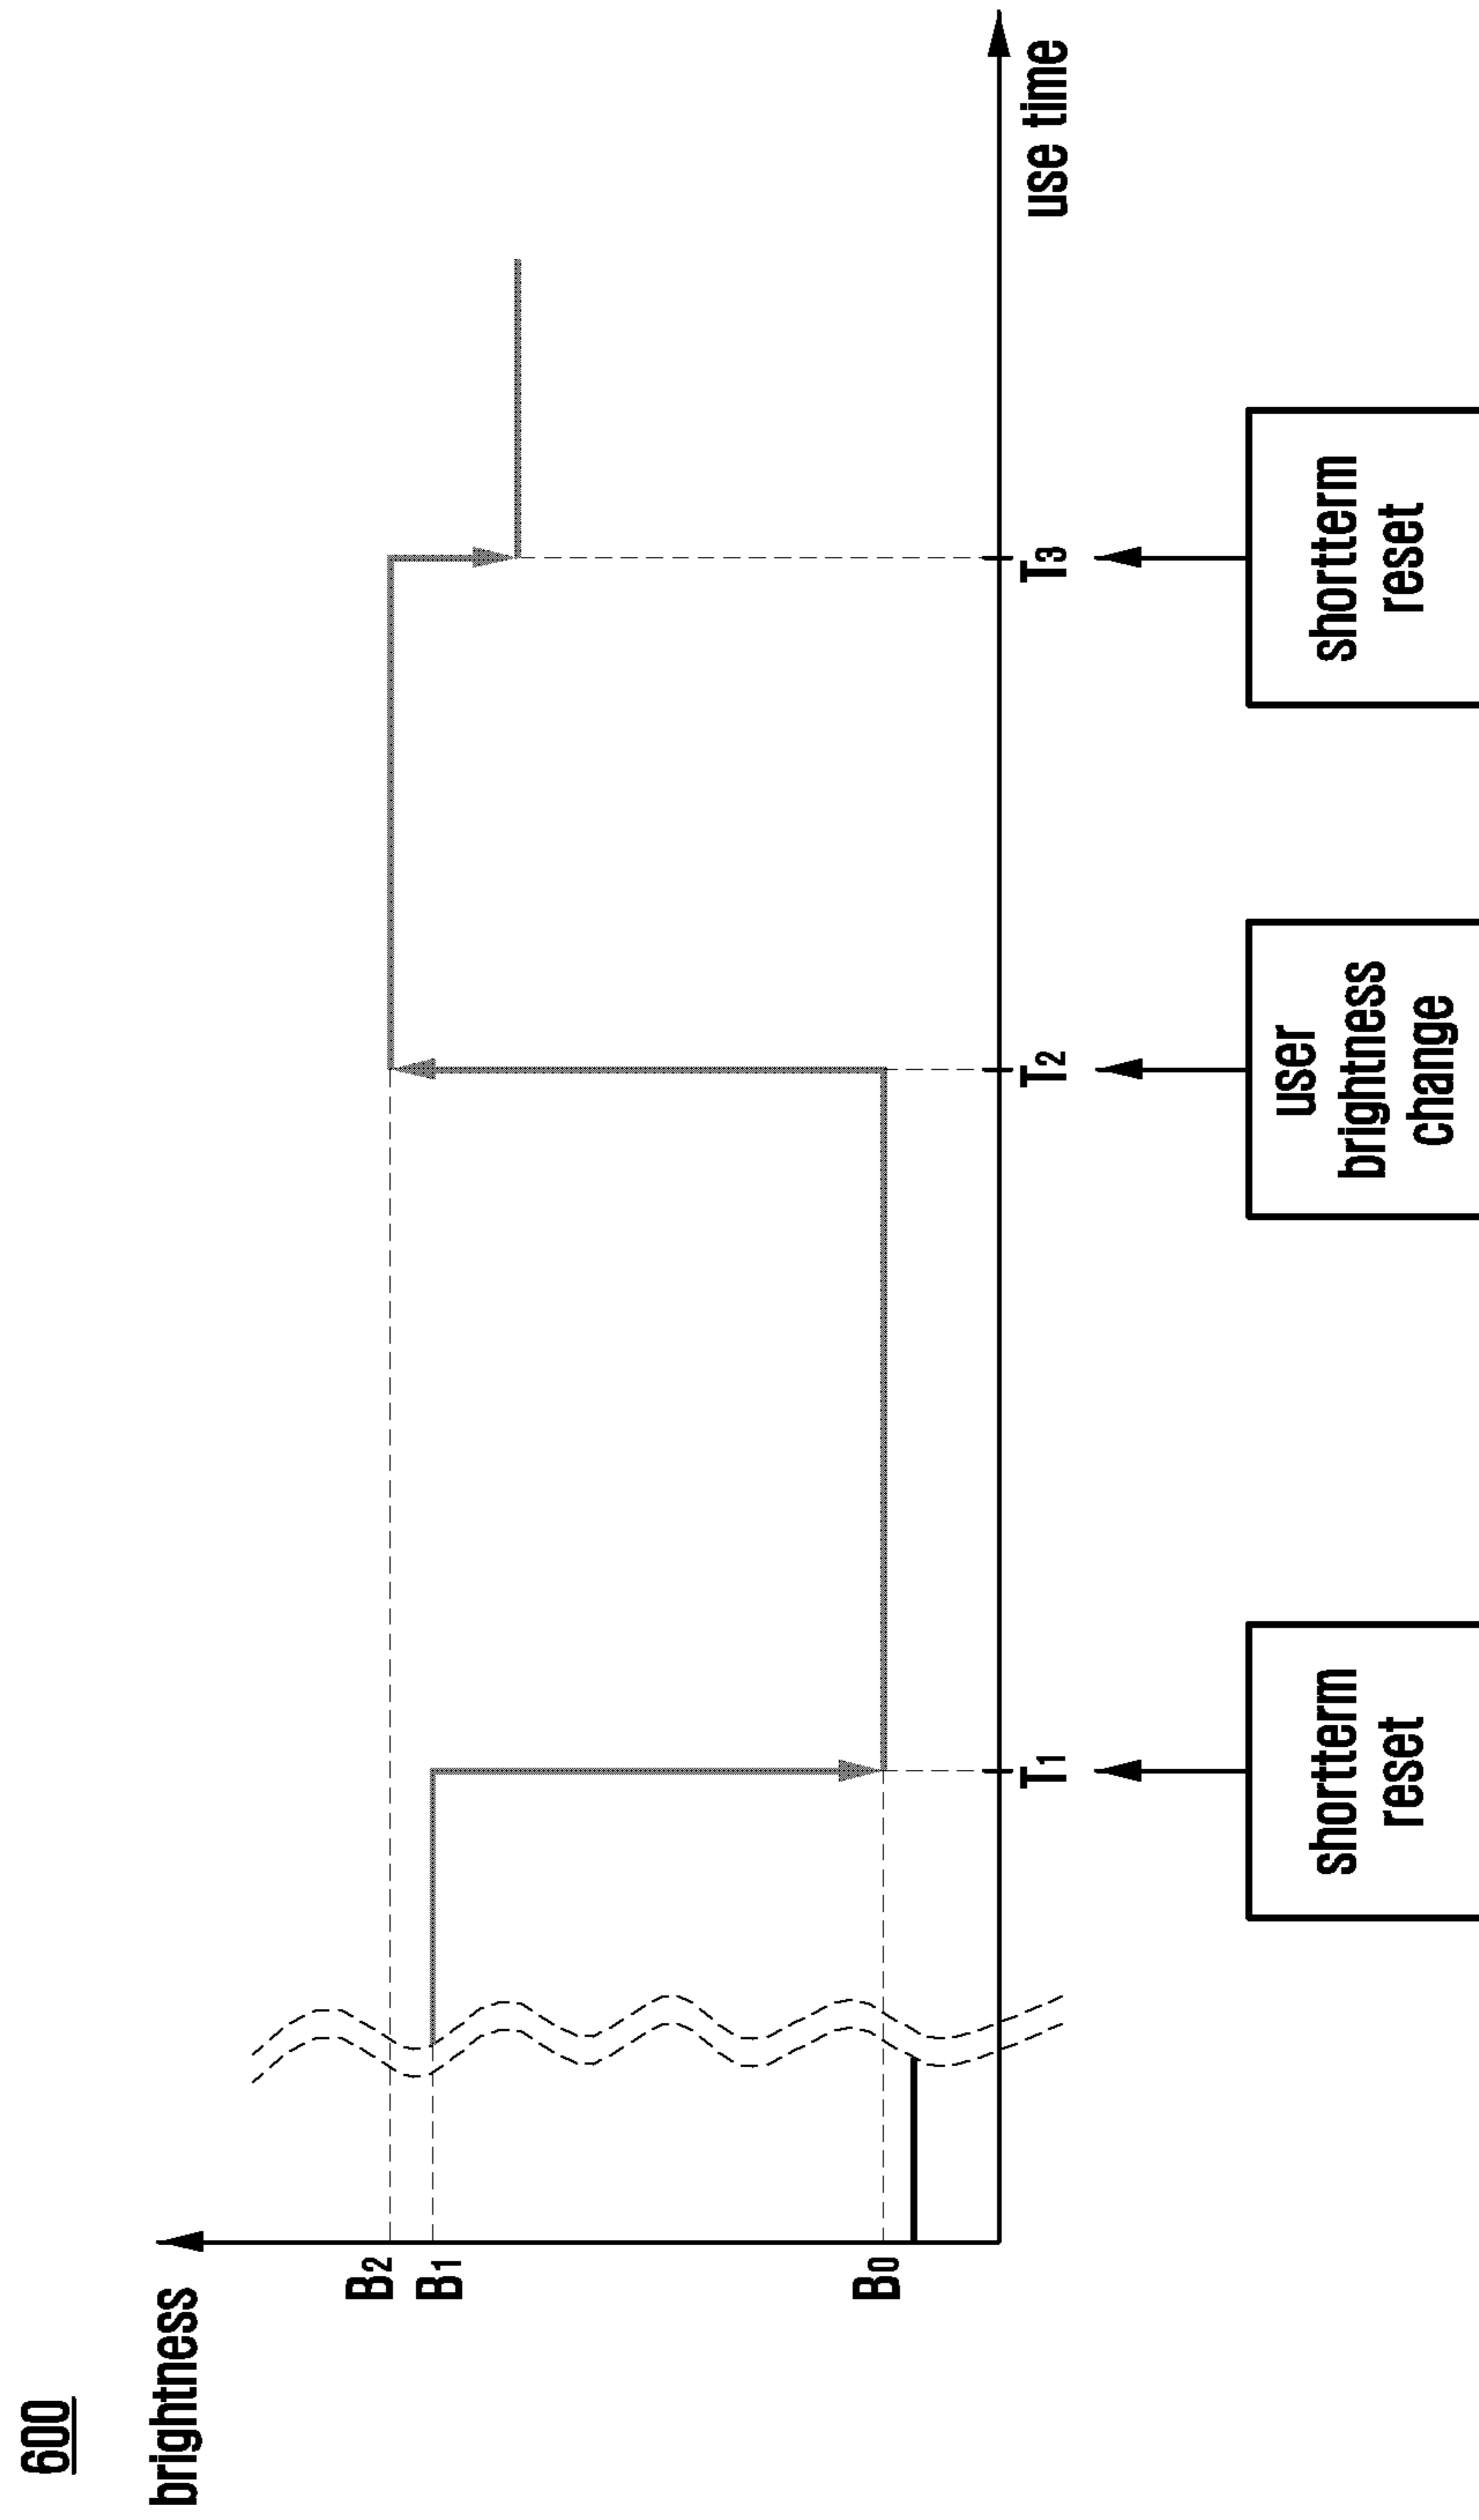 600
brightness
B2
B1
B0
T1
T2
T3
use time
shortterm
reset
user
brightness
change
shortterm
reset